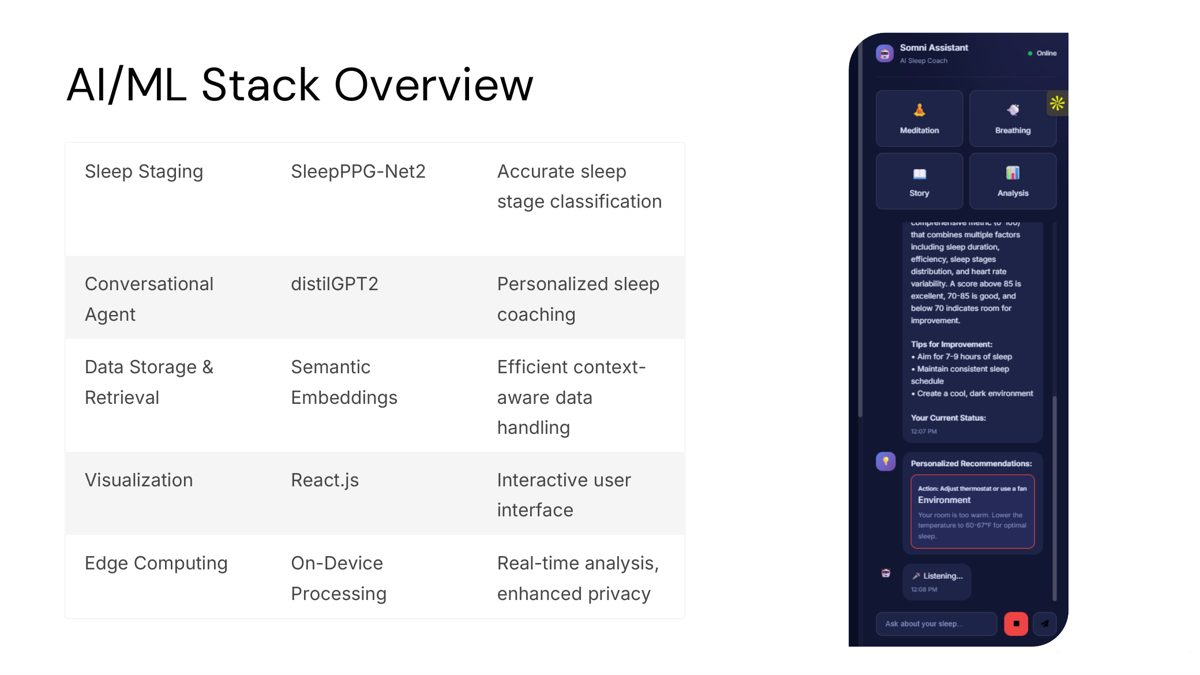 AI/ML Stack Overview
Sleep Staging
SleepPPG-Net2
Accurate sleep
stage classification
Conversational
Agent
distilGPT2
Personalized sleep
coaching
Data Storage &
Retrieval
Semantic
Embeddings
Efficient context-
aware data
handling
Visualization
React.js
Interactive user
interface
Edge Computing
On-Device
Processing
Real-time analysis,
enhanced privacy
Somni Assistant
AI Sleep Coach
Online
Meditation
Breathing
Story
Analysis
comprehensive metric (0-100)
that combines multiple factors
including sleep duration,
efficiency, sleep stages
distribution, and heart rate
variability. A score above 85 is
excellent, 70-85 is good, and
below 70 indicates room for
improvement.
Tips for Improvement:
• Aim for 7-9 hours of sleep
• Maintain consistent sleep
schedule
• Create a cool, dark environment
Your Current Status:
12:07 PM
Personalized Recommendations:
Action: Adjust thermostat or use a fan
Environment
Your room is too warm. Lower the
temperature to 60-67°F for optimal
sleep.
Listening...
12:08 PM
Ask about your sleep...